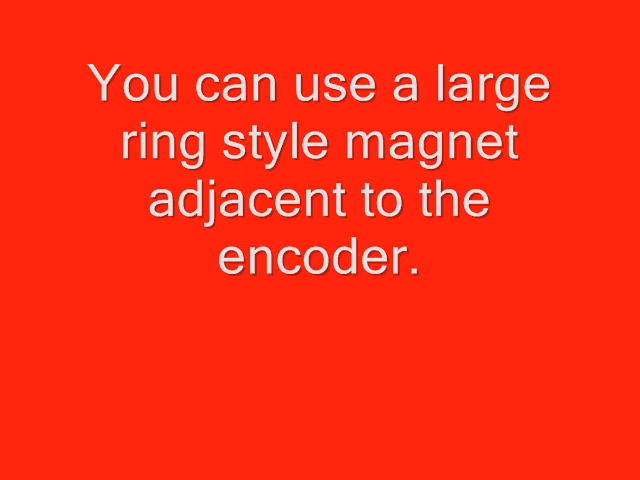 You can use a large
ring style magnet
adjacent to the
encoder.